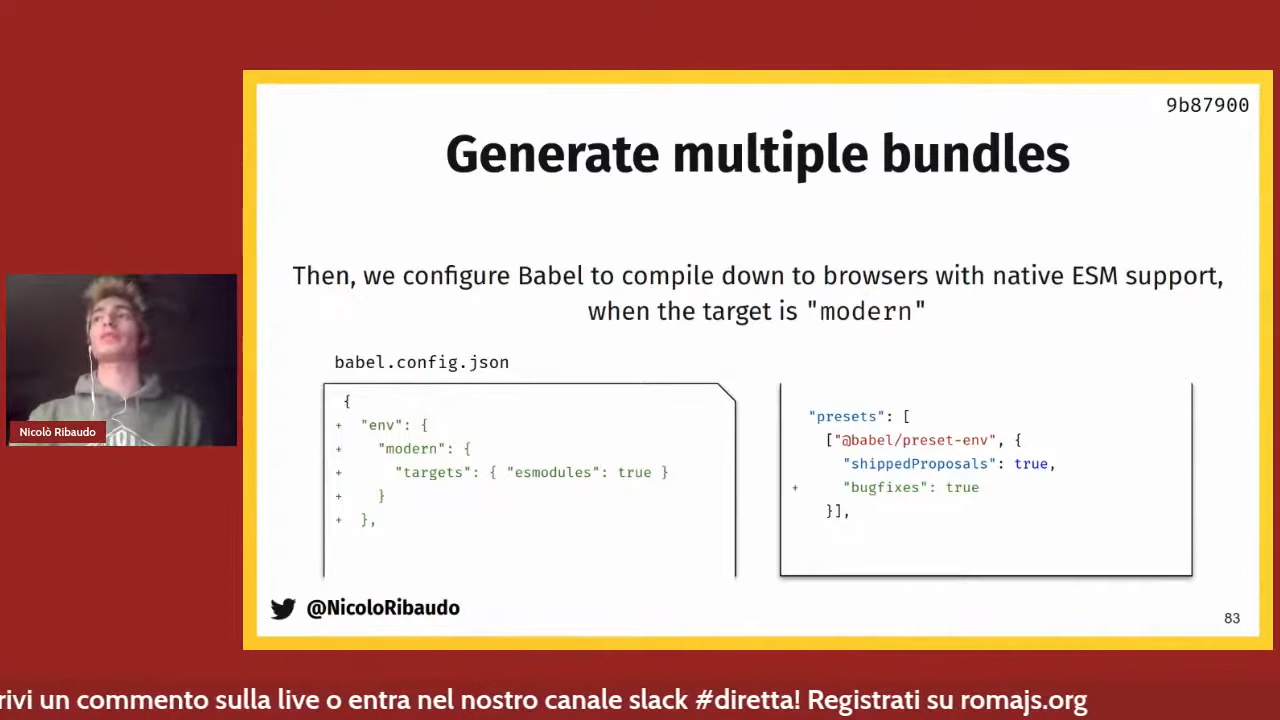 9b87900
Generate multiple bundles
Then, we configure Babel to compile down to browsers with native ESM support,
when the target is "modern"
babel.config.json
{
+ "env": {
+ "modern": {
+ "targets": { "esmodules": true }
+ }
+ },
"presets": [
["@babel/preset-env", {
"shippedProposals": true,
+ "bugfixes": true
}],
@NicoloRibaudo
83
Nicolò Ribaudo
rivi un commento sulla live o entra nel nostro canale slack #diretta! Registrati su romajs.org